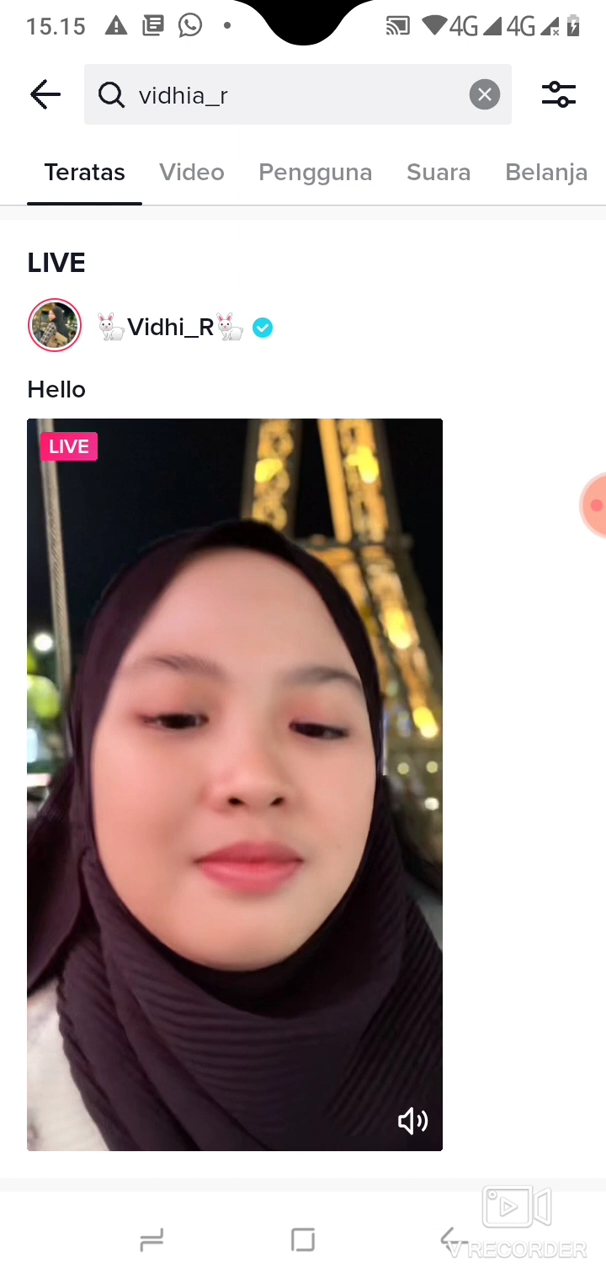 15.15
4G 4G
vidhia_r
Teratas Video Pengguna Suara Belanja
LIVE
🐇Vidhi_R🐇
Hello
LIVE
V RECORDER